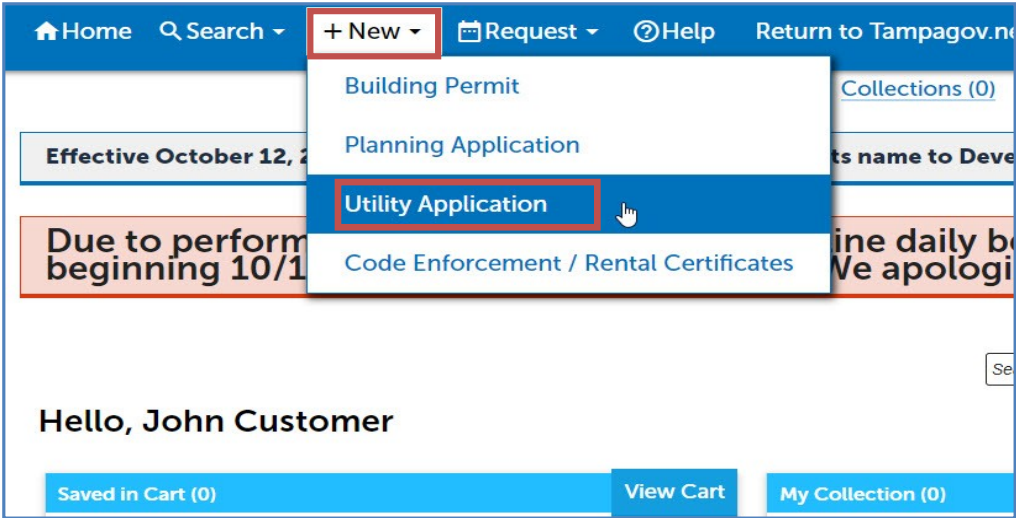 Home Search + New Request Help Return to Tampagov.ne
Building Permit
Collections (0)
Planning Application
Effective October 12, 2
ts name to Deve
Utility Application
Due to perform
ine daily b
beginning 10/1
We apologi
Code Enforcement / Rental Certificates
Sea
Hello, John Customer
Saved in Cart (0) View Cart My Collection (0)